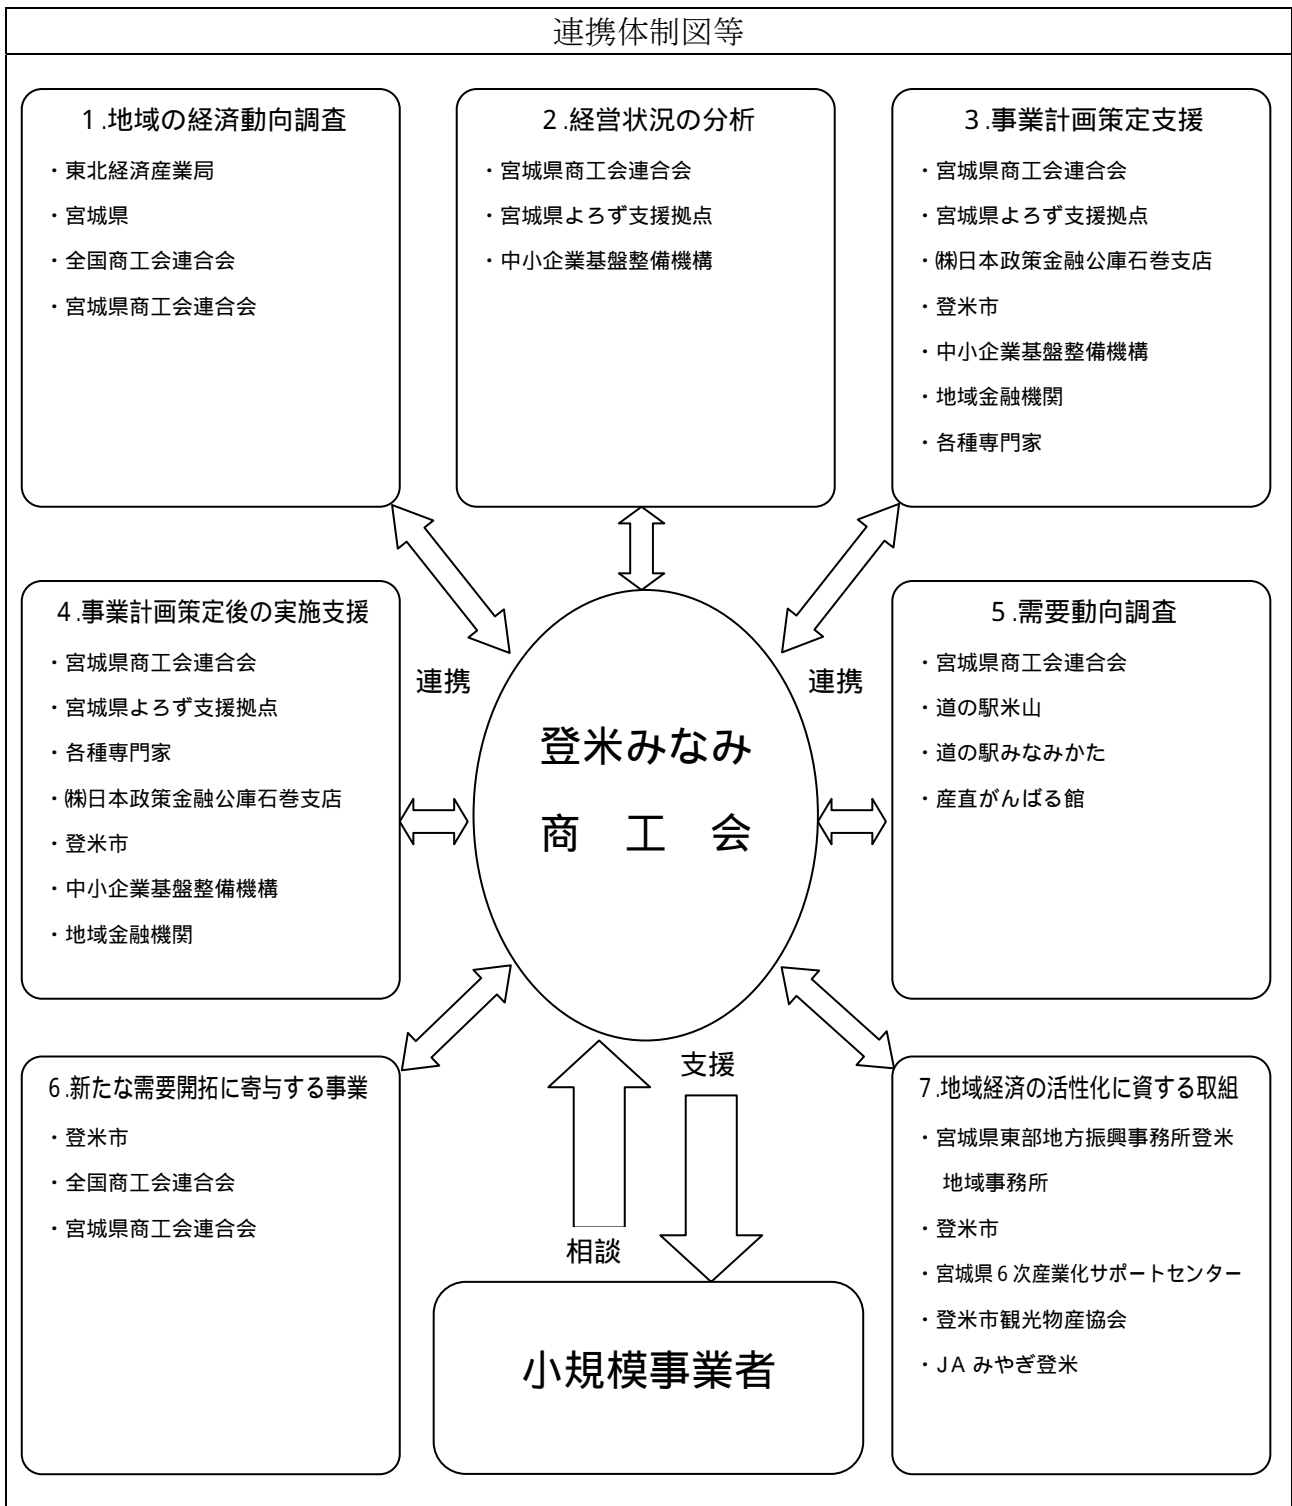 連携体制図等
1.地域の経済動向調査
・東北経済産業局
・宮城県
・全国商工会連合会
・宮城県商工会連合会
2.経営状況の分析
・宮城県商工会連合会
・宮城県よろず支援拠点
・中小企業基盤整備機構
3.事業計画策定支援
・宮城県商工会連合会
・宮城県よろず支援拠点
・㈱日本政策金融公庫石巻支店
・登米市
・中小企業基盤整備機構
・地域金融機関
・各種専門家
4.事業計画策定後の実施支援
・宮城県商工会連合会
・宮城県よろず支援拠点
・各種専門家
・㈱日本政策金融公庫石巻支店
・登米市
・中小企業基盤整備機構
・地域金融機関
連携
登米みなみ
商 工 会
連携
5.需要動向調査
・宮城県商工会連合会
・道の駅米山
・道の駅みなみかた
・産直がんばる館
6.新たな需要開拓に寄与する事業
・登米市
・全国商工会連合会
・宮城県商工会連合会
支援
相談
小規模事業者
7.地域経済の活性化に資する取組
・宮城県東部地方振興事務所登米
地域事務所
・登米市
・宮城県6次産業化サポートセンター
・登米市観光物産協会
・JAみやぎ登米